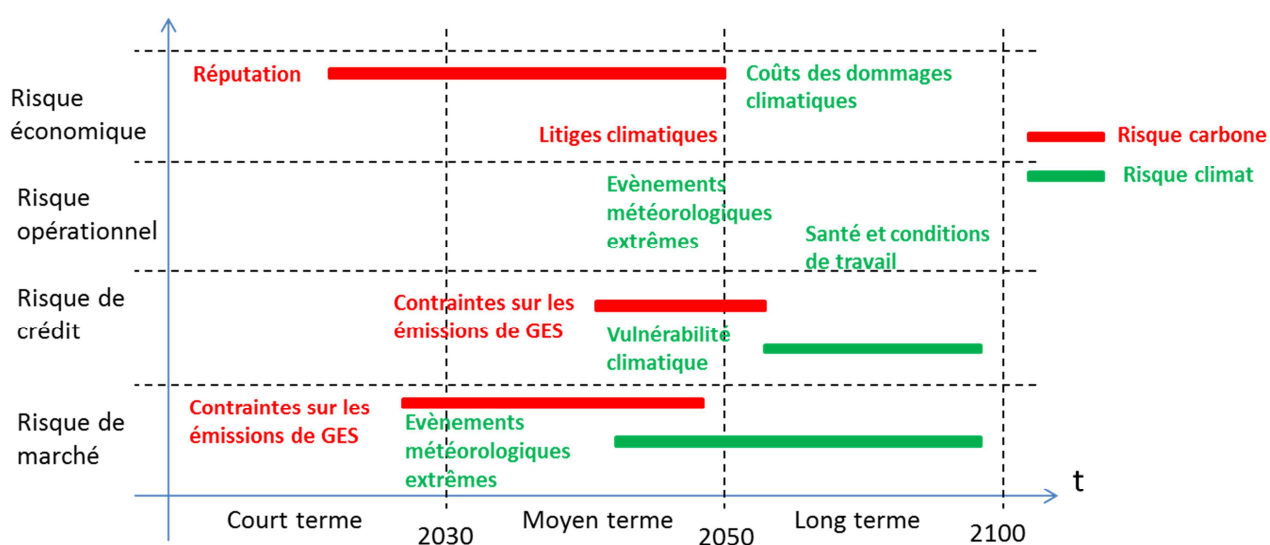 Réputation
Coûts des dommages
climatiques
Risque
économique
Litiges climatiques
Risque carbone
Risque climat
Risque
opérationnel
Evènements
météorologiques
extrêmes
Santé et conditions
de travail
Risque de
crédit
Contraintes sur les
émissions de GES
Vulnérabilité
climatique
Risque de
marché
Contraintes sur les
émissions de GES
Evènements
météorologiques
extrêmes
t
Court terme
2030
Moyen terme
2050
Long terme
2100